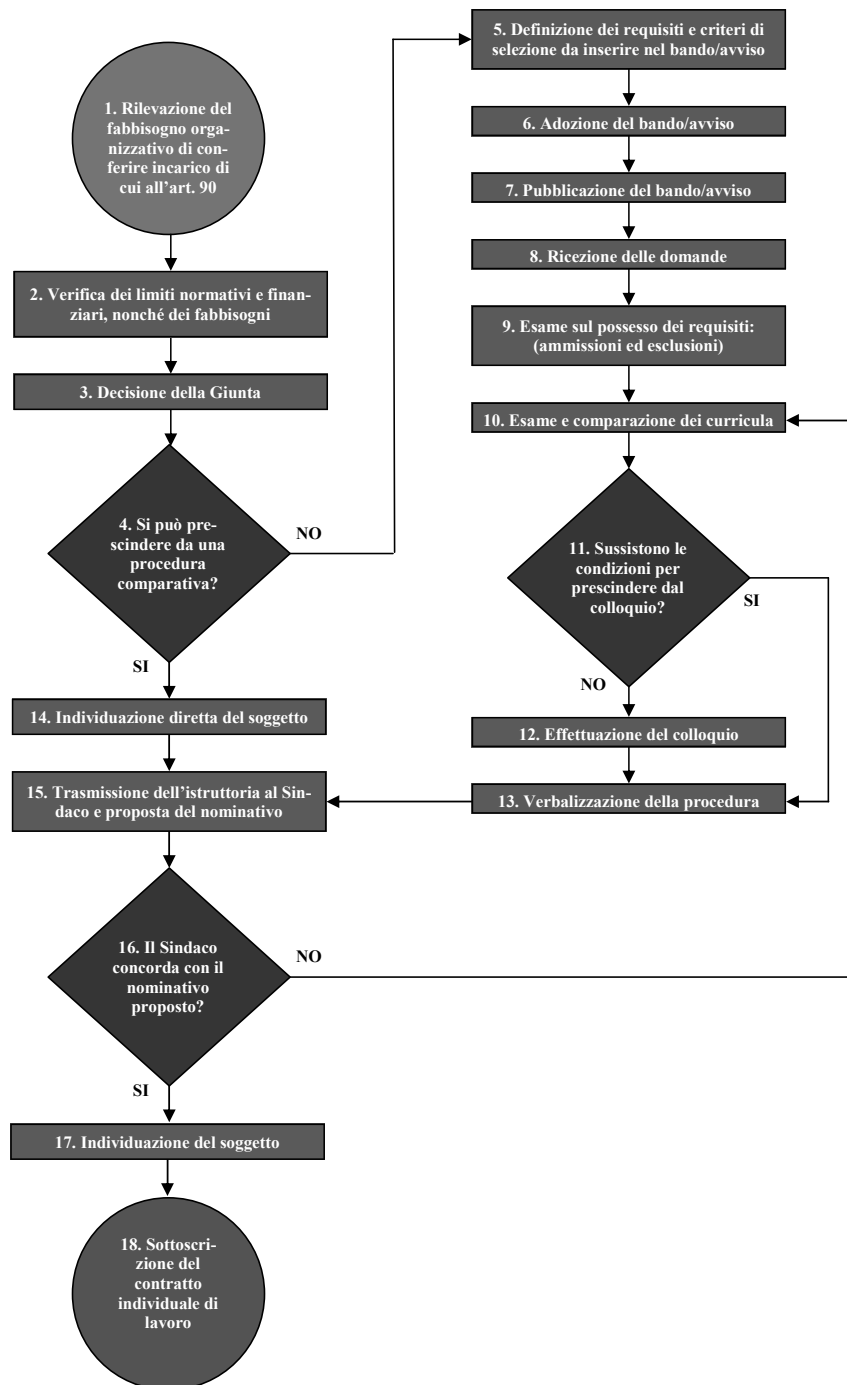 1. Rilevazione del
fabbisogno orga-
nizzativo di con-
ferire incarico di
cui all'art. 90
2. Verifica dei limiti normativi e finan-
ziari, nonché dei fabbisogni
3. Decisione della Giunta
4. Si può pre-
scindere da una
procedura
comparativa?
NO
SI
5. Definizione dei requisiti e criteri di
selezione da inserire nel bando/avviso
6. Adozione del bando/avviso
7. Pubblicazione del bando/avviso
8. Ricezione delle domande
9. Esame sul possesso dei requisiti:
(ammissioni ed esclusioni)
10. Esame e comparazione dei curricula
11. Sussistono le
condizioni per
prescindere dal
colloquio?
SI
NO
12. Effettuazione del colloquio
13. Verbalizzazione della procedura
14. Individuazione diretta del soggetto
15. Trasmissione dell'istruttoria al Sin-
daco e proposta del nominativo
16. Il Sindaco
concorda con il
nominativo
proposto?
NO
SI
17. Individuazione del soggetto
18. Sottoscri-
zione del
contratto
individuale di
lavoro